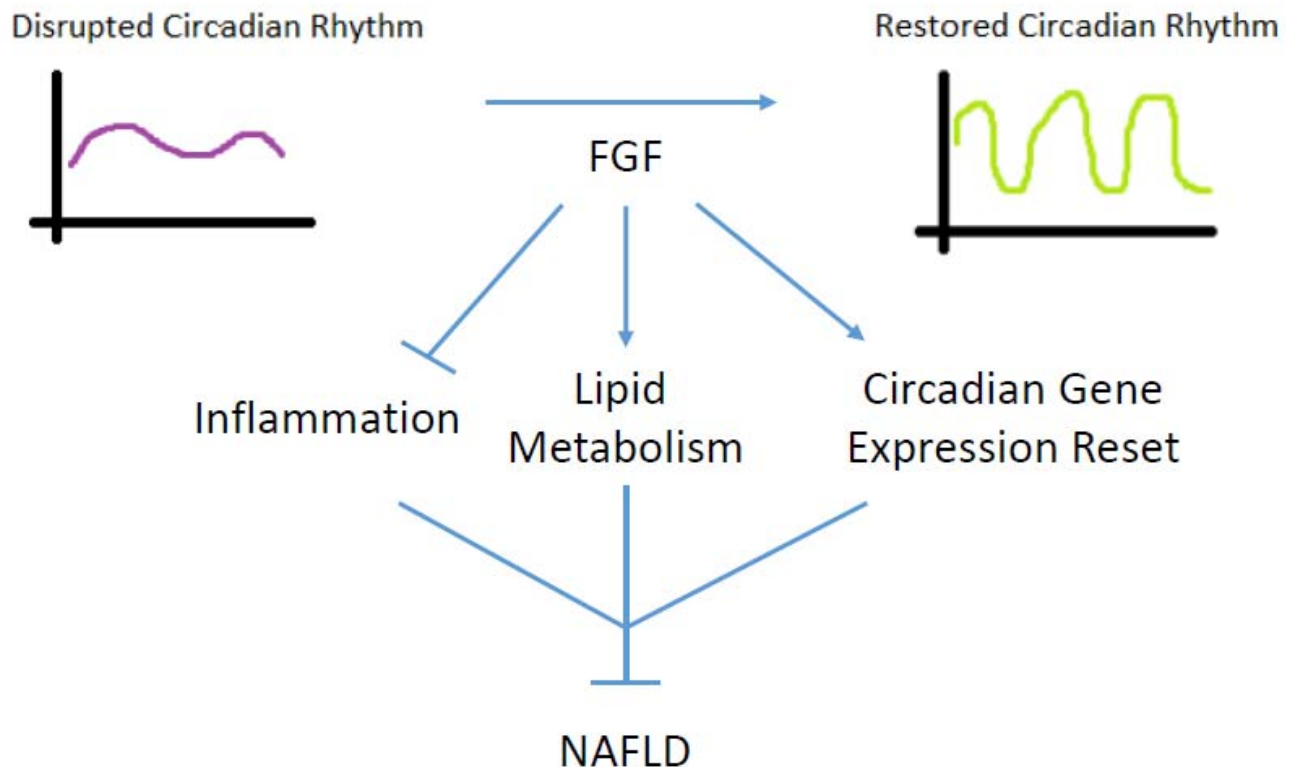 Disrupted Circadian Rhythm
Restored Circadian Rhythm
FGF
Inflammation
Lipid
Metabolism
Circadian Gene
Expression Reset
NAFLD